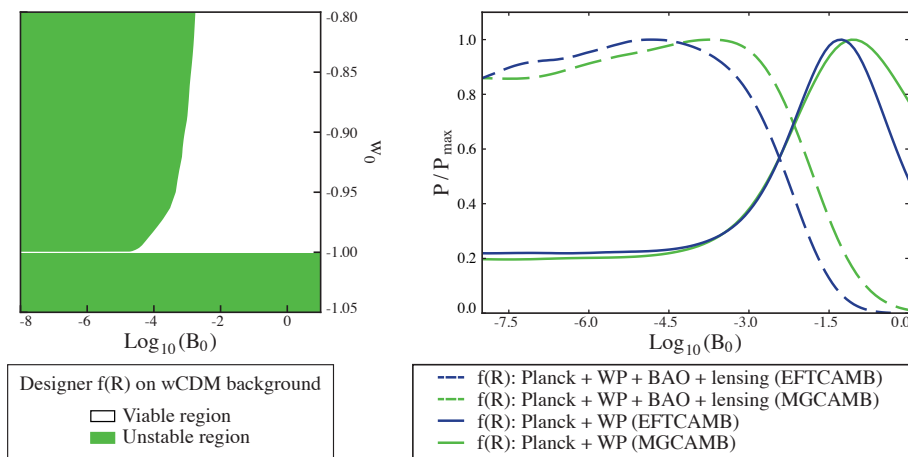 -0.80
-0.85
-0.90
-0.95
-1.00
-1.05
w₀
-8
-6
-4
-2
0
Log₁₀(B₀)
1.0
0.8
0.6
0.4
0.2
0.0
P/Pmax
-7.5
-6.0
-4.5
-3.0
-1.5
0.0
Log₁₀(B₀)
Designer f(R) on wCDM background
Viable region
Unstable region
f(R): Planck + WP + BAO + lensing (EFTCAMB)
f(R): Planck + WP + BAO + lensing (MGCAMB)
f(R): Planck + WP (EFTCAMB)
f(R): Planck + WP (MGCAMB)